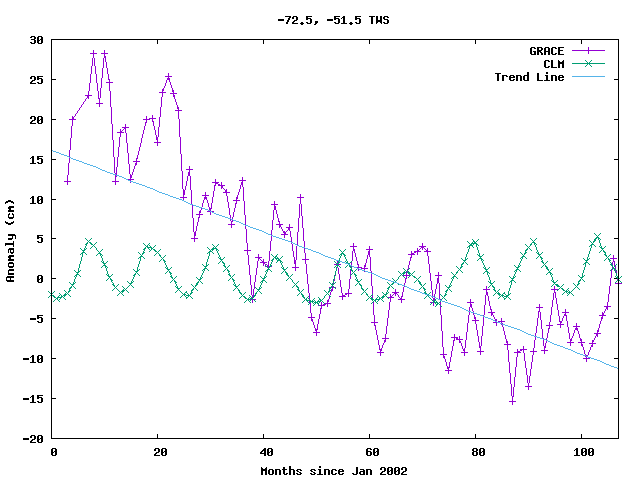 -72.5, -51.5 TWS
GRACE
CLM
Trend Line
30
25
20
15
10
5
0
-5
-10
-15
-20
Anomaly (cm)
0 20 40 60 80 100
Months since Jan 2002